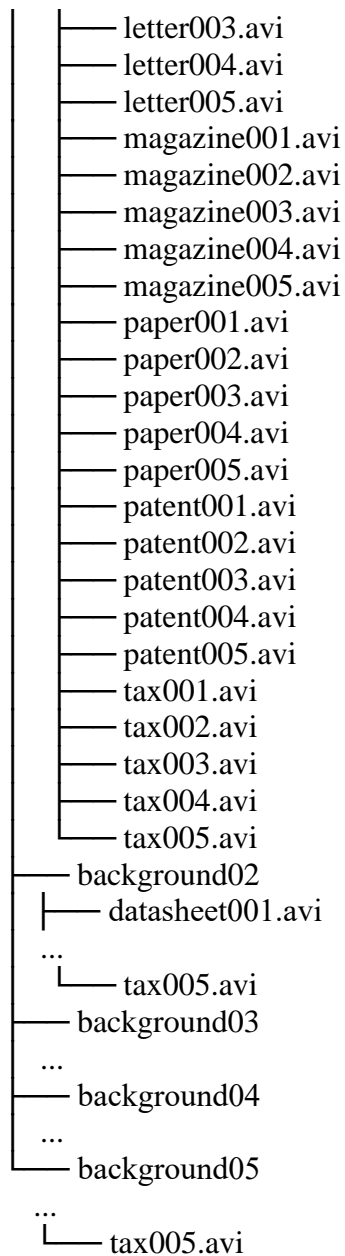 letter003.avi
letter004.avi
letter005.avi
magazine001.avi
magazine002.avi
magazine003.avi
magazine004.avi
magazine005.avi
paper001.avi
paper002.avi
paper003.avi
paper004.avi
paper005.avi
patent001.avi
patent002.avi
patent003.avi
patent004.avi
patent005.avi
tax001.avi
tax002.avi
tax003.avi
tax004.avi
tax005.avi
background02
datasheet001.avi
...
tax005.avi
background03
...
background04
...
background05
...
tax005.avi